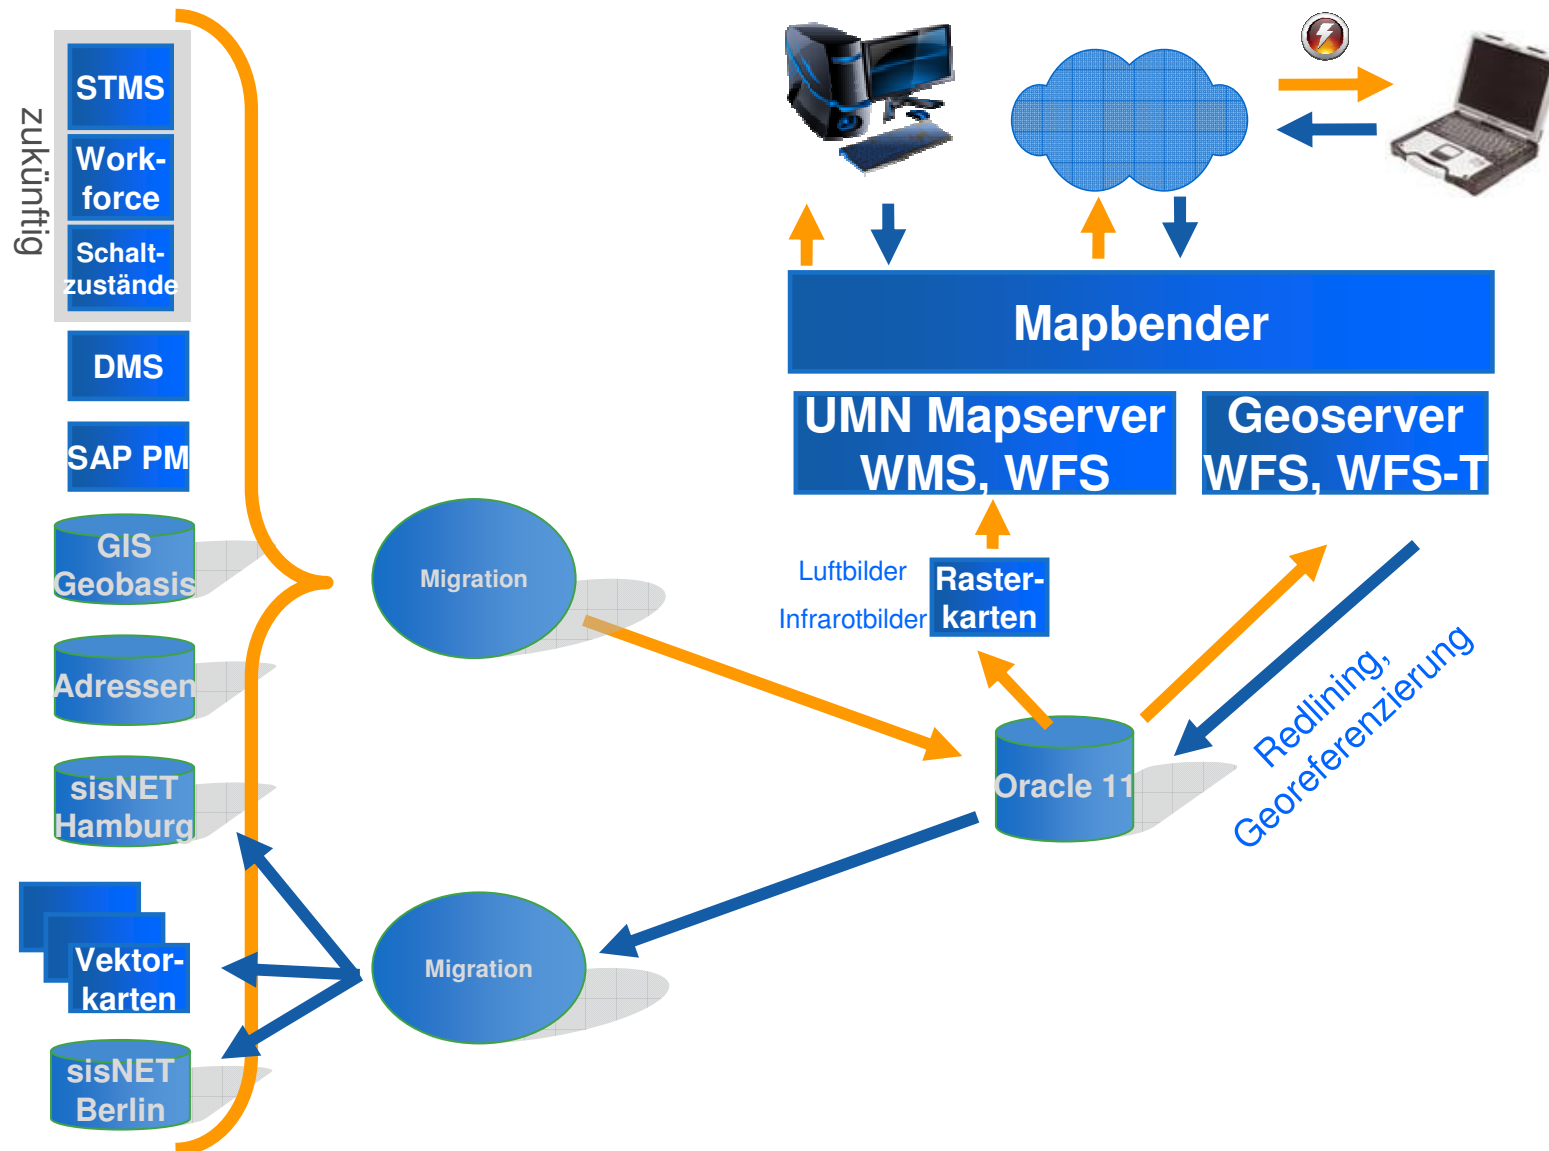 zukünftig
STMS
Work-
force
Schalt-
zustände
DMS
SAP PM
GIS
Geobasis
Adressen
sisNET
Hamburg
Vektor-
karten
sisNET
Berlin
Migration
Migration
Mapbender
UMN Mapserver
WMS, WFS
Geoserver
WFS, WFS-T
Luftbilder
Infrarotbilder
Raster-
karten
Oracle 11
Redlining,
Georeferenzierung